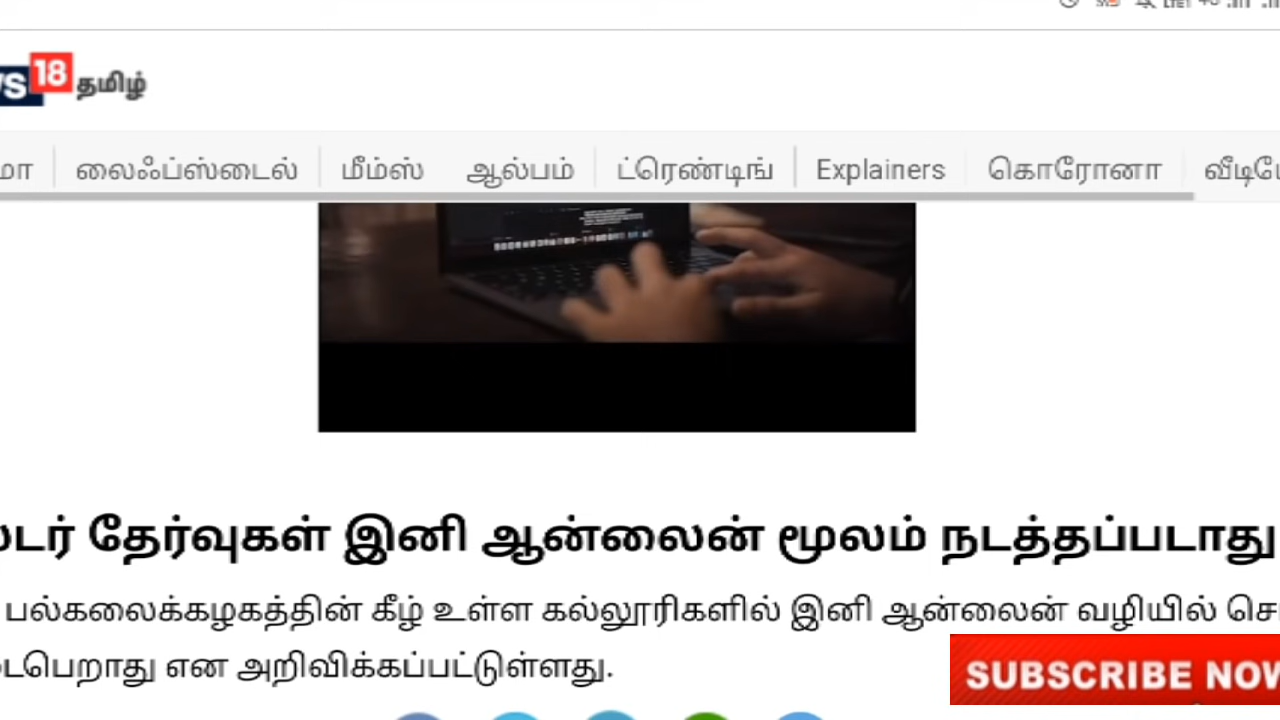 18 தமிழ்
லைஃப்ஸ்டைல் மீம்ஸ் ஆல்பம் ட்ரெண்டிங் Explainers கொரோனா
தேர்வுகள் இனி ஆன்லைன் மூலம் நடத்தப்படாது
பல்கலைக்கழகத்தின் கீழ் உள்ள கல்லூரிகளில் இனி ஆன்லைன் வழியில்
என அறிவிக்கப்பட்டுள்ளது.
SUBSCRIBE NOW